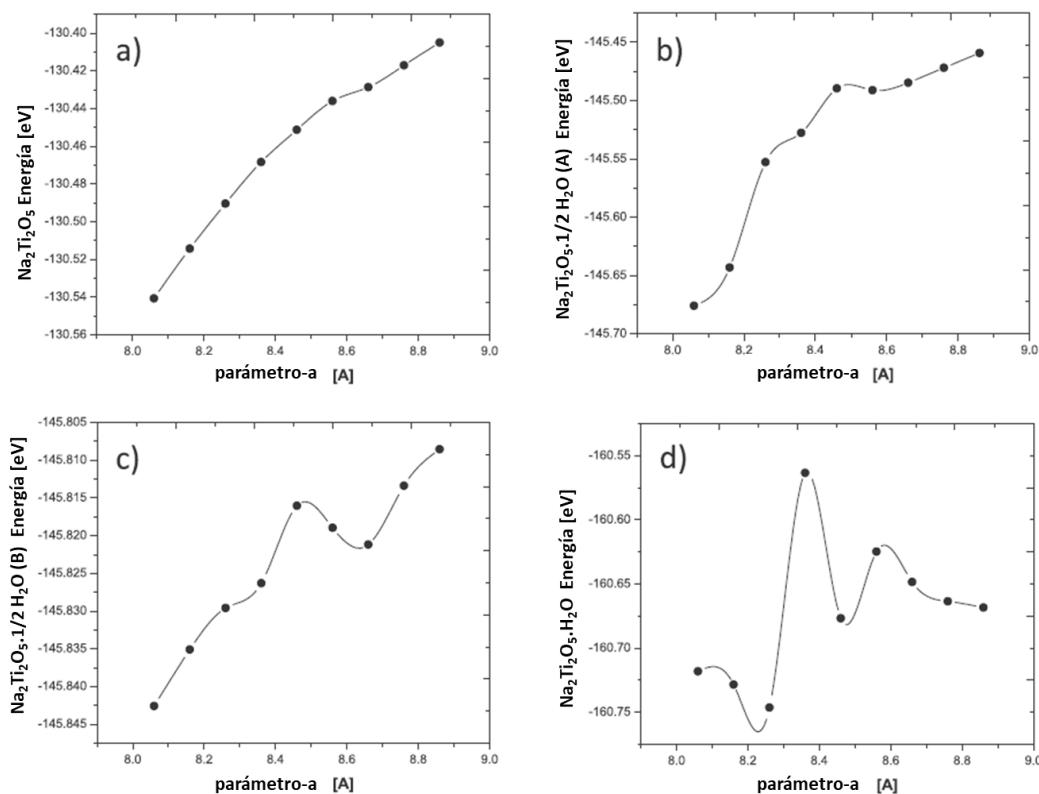 a)
Na₂Ti₂O₅ Energía [eV]
-130.40
-130.42
-130.44
-130.46
-130.48
-130.50
-130.52
-130.54
-130.56
8.0 8.2 8.4 8.6 8.8 9.0
parámetro-a [A]
b)
Na₂Ti₂O₅.1/2 H₂O (A) Energía [eV]
-145.45
-145.50
-145.55
-145.60
-145.65
-145.70
8.0 8.2 8.4 8.6 8.8 9.0
parámetro-a [A]
c)
Na₂Ti₂O₅.1/2 H₂O (B) Energía [eV]
-145.805
-145.810
-145.815
-145.820
-145.825
-145.830
-145.835
-145.840
-145.845
8.0 8.2 8.4 8.6 8.8 9.0
parámetro-a [A]
d)
Na₂Ti₂O₅.H₂O Energía [eV]
-160.55
-160.60
-160.65
-160.70
-160.75
8.0 8.2 8.4 8.6 8.8 9.0
parámetro-a [A]